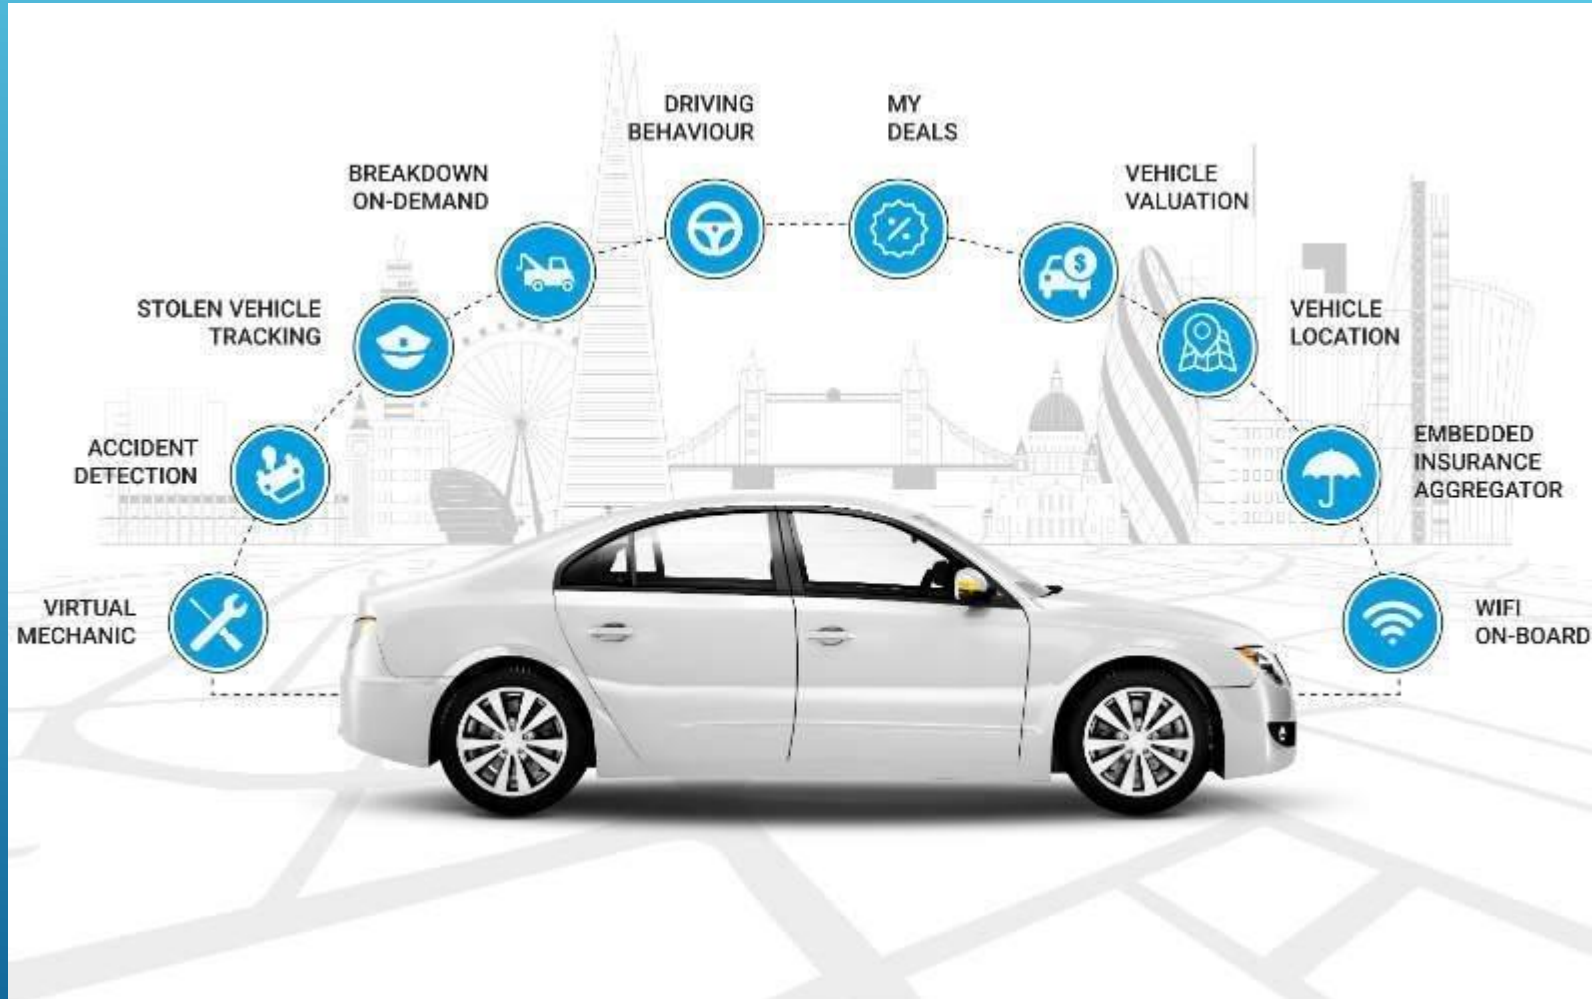 DRIVING
BEHAVIOUR
MY
DEALS
BREAKDOWN
ON-DEMAND
VEHICLE
VALUATION
STOLEN VEHICLE
TRACKING
VEHICLE
LOCATION
ACCIDENT
DETECTION
EMBEDDED
INSURANCE
AGGREGATOR
VIRTUAL
MECHANIC
WIFI
ON-BOARD